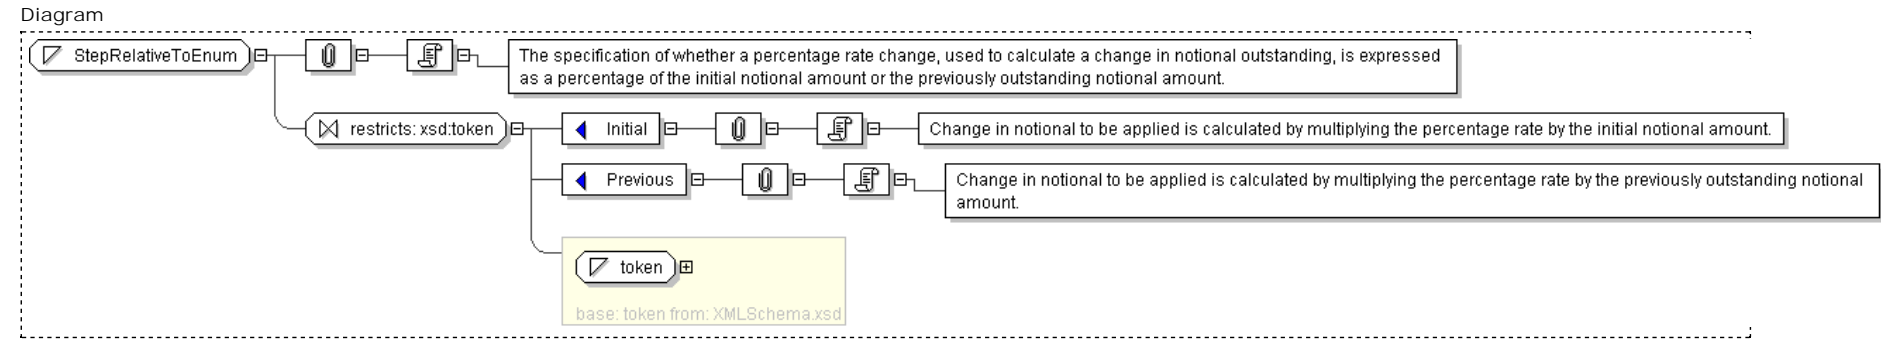 Diagram
StepRelativeToEnum
The specification of whether a percentage rate change, used to calculate a change in notional outstanding, is expressed
as a percentage of the initial notional amount or the previously outstanding notional amount.
restricts: xsd:token
Initial
Change in notional to be applied is calculated by multiplying the percentage rate by the initial notional amount.
Previous
Change in notional to be applied is calculated by multiplying the percentage rate by the previously outstanding notional
amount.
token
base: token from: XMLSchema.xsd